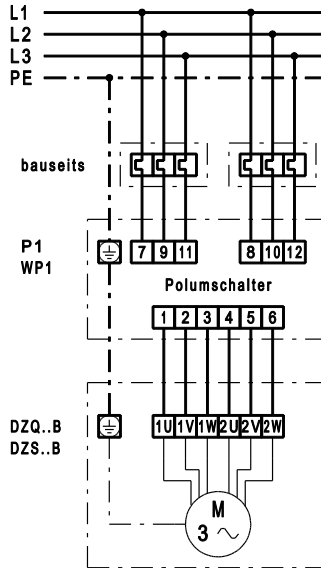 L1
L2
L3
PE
bauseits
P1
WP1
7 9 11
8 10 12
Polumschalter
1 2 3 4 5 6
DZQ..B
DZS..B
1U 1V 1W 2U 2V 2W
M
3